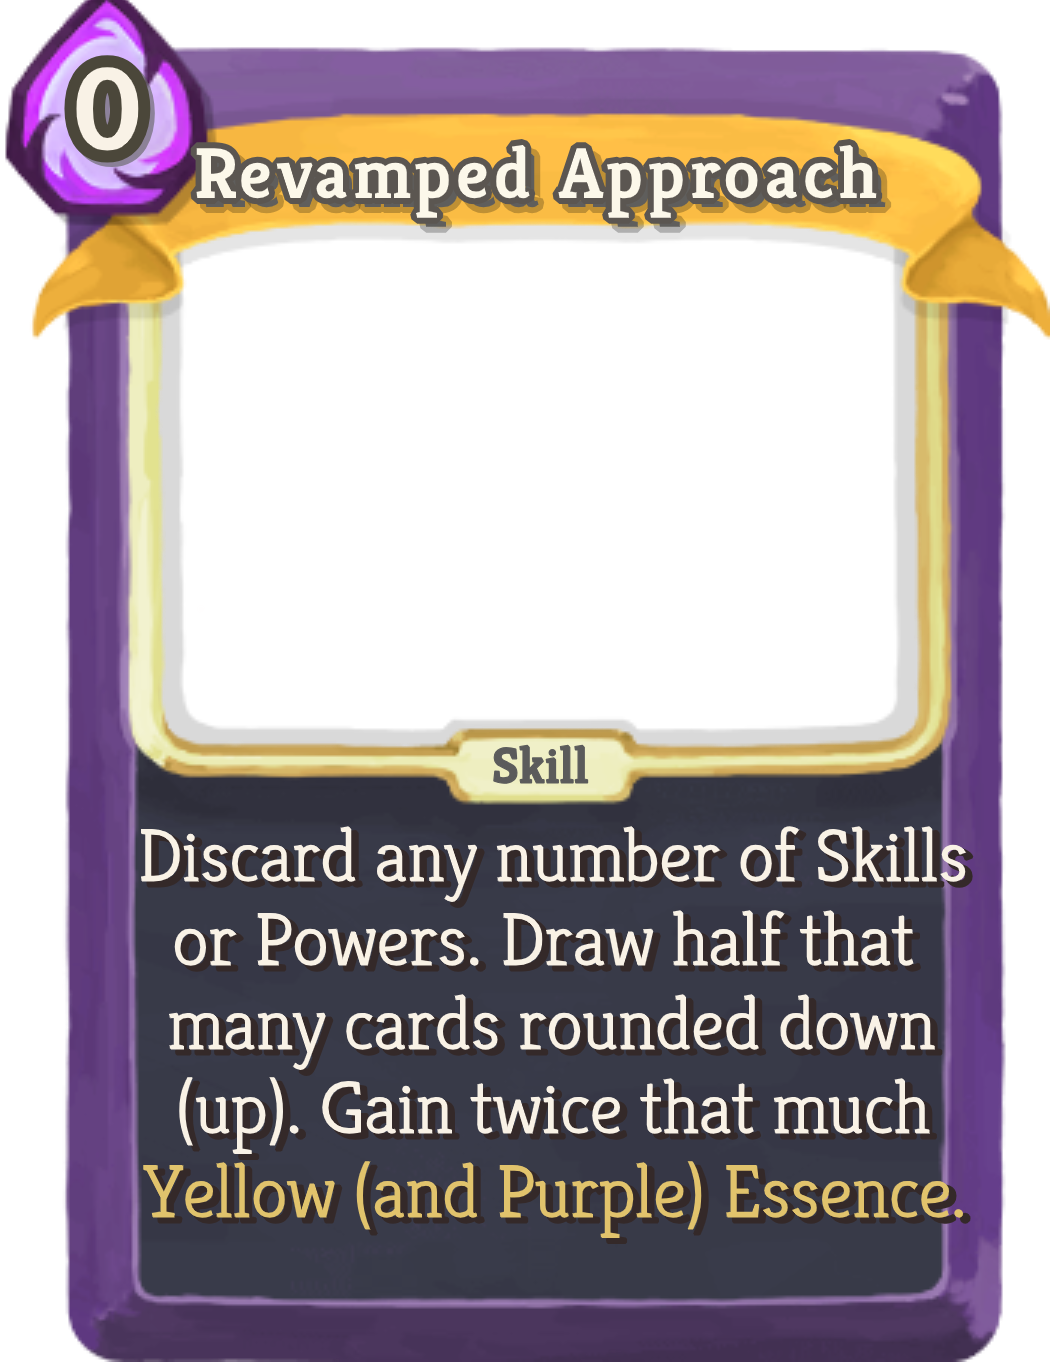 0
Revamped Approach
Skill
Discard any number of Skills
or Powers. Draw half that
many cards rounded down
(up). Gain twice that much
Yellow (and Purple) Essence.